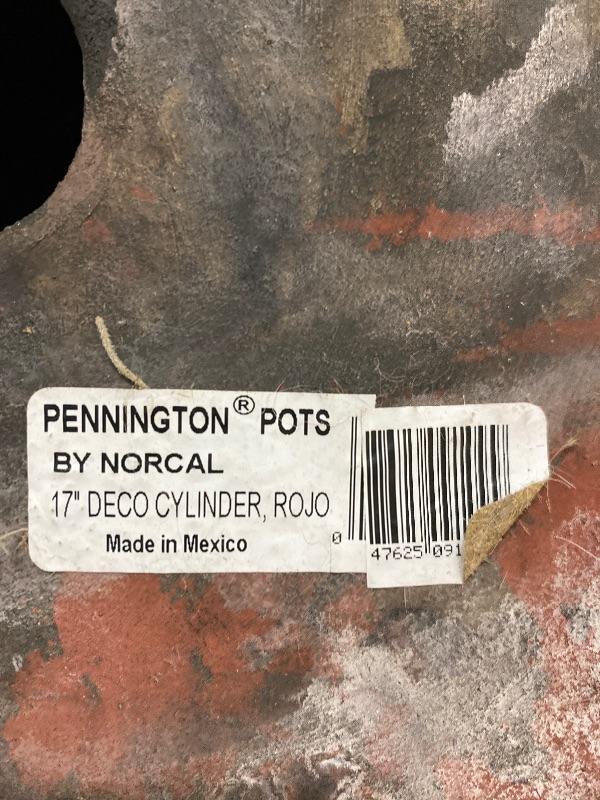 PENNINGTON® POTS
BY NORCAL
17" DECO CYLINDER, ROJO
Made in Mexico
0 47625 091